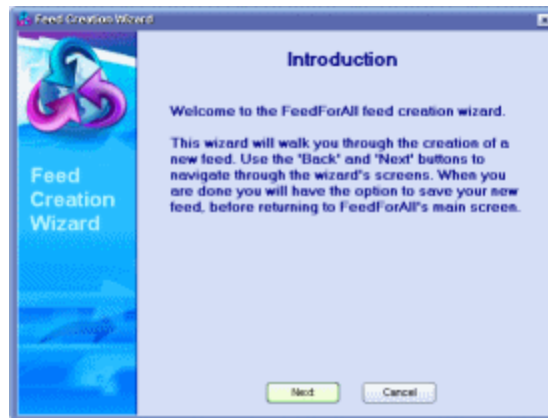 Feed Creation Wizard
Introduction
Welcome to the FeedForAll feed creation wizard.
This wizard will walk you through the creation of a
new feed. Use the 'Back' and 'Next' buttons to
navigate through the wizard's screens. When you
are done you will have the option to save your new
feed, before returning to FeedForAll's main screen.
Feed
Creation
Wizard
Next
Cancel